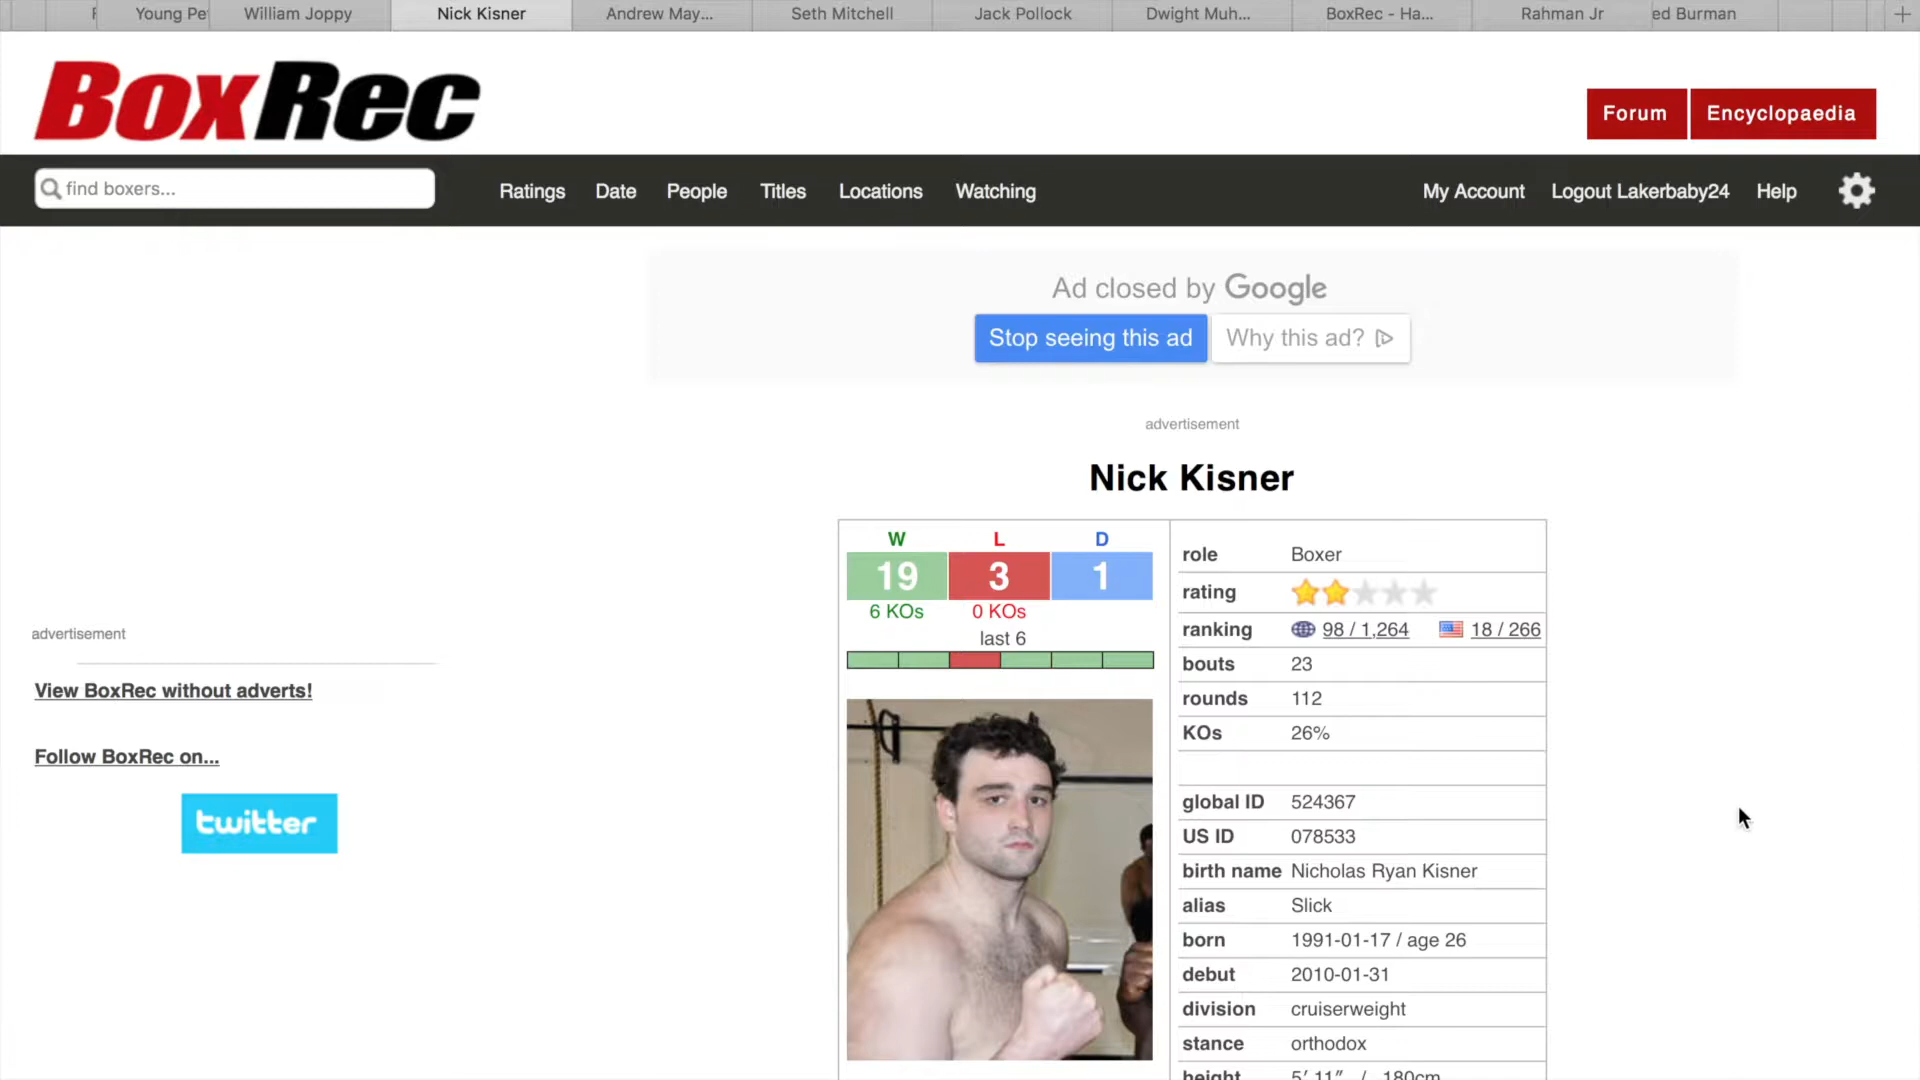 Young Pe
William Joppy
Nick Kisner
Andrew May...
Seth Mitchell
Jack Pollock
Dwight Muh...
BoxRec - Ha...
Rahman Jr
ed Burman
BoxRec
Forum
Encyclopaedia
find boxers...
Ratings
Date
People
Titles
Locations
Watching
My Account
Logout Lakerbaby24
Help
Ad closed by Google
Stop seeing this ad
Why this ad?
advertisement
Nick Kisner
W L D
19 3 1
6 KOs 0 KOs
last 6
role Boxer
rating
ranking 98 / 1,264 18 / 266
bouts 23
rounds 112
KOs 26%
global ID 524367
US ID 078533
birth name Nicholas Ryan Kisner
alias Slick
born 1991-01-17 / age 26
debut 2010-01-31
division cruiserweight
stance orthodox
height 5′ 11″ / 180cm
advertisement
View BoxRec without adverts!
Follow BoxRec on...
twitter